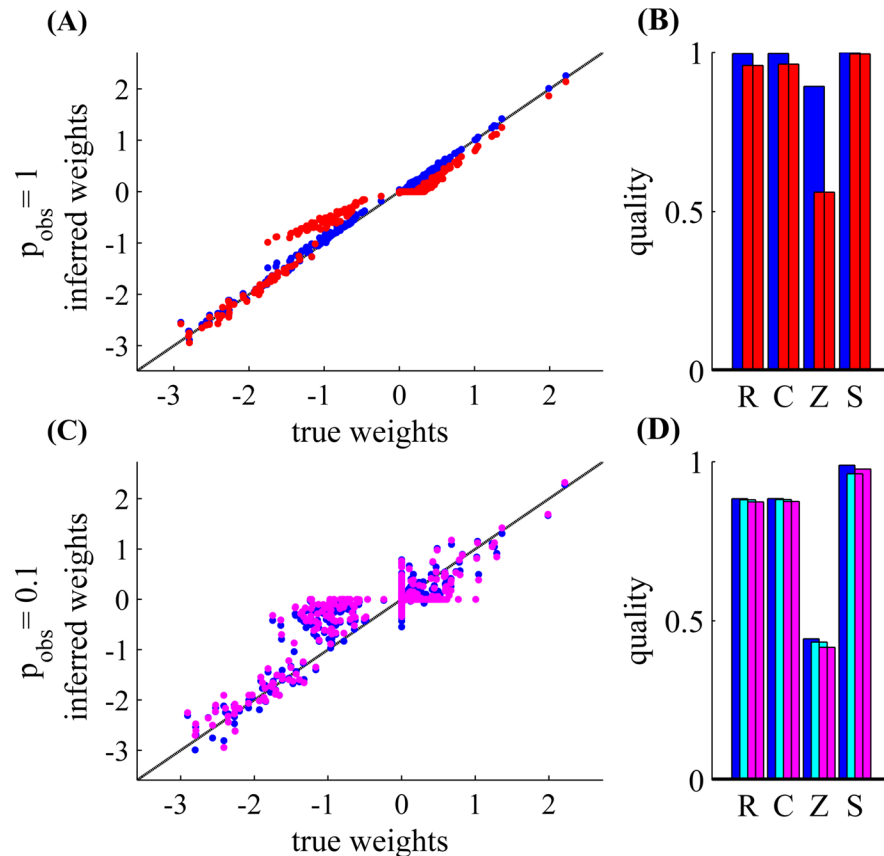 (A)
(B)
p_obs = 1
inferred weights
2
1
0
-1
-2
-3
-3
-2
-1
0
1
2
true weights
quality
1
0.5
0
R C Z S
(C)
(D)
p_obs = 0.1
inferred weights
2
1
0
-1
-2
-3
-3
-2
-1
0
1
2
true weights
quality
1
0.5
0
R C Z S